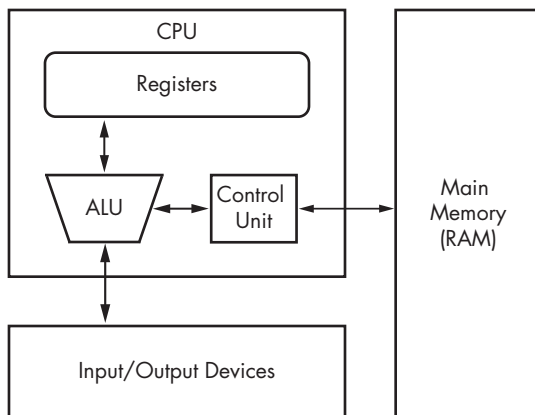 CPU
Registers
ALU
Control
Unit
Main
Memory
(RAM)
Input/Output Devices